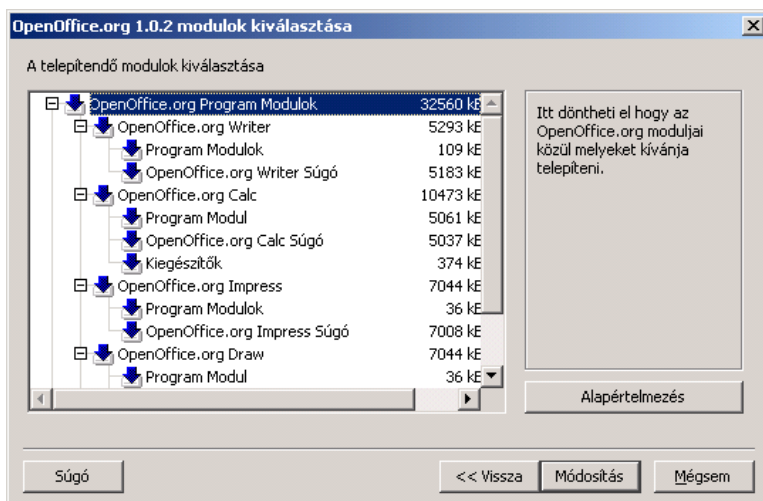 OpenOffice.org 1.0.2 modulok kiválasztása
A telepítendő modulok kiválasztása
OpenOffice.org Program Modulok 32560 kB
OpenOffice.org Writer 5293 kB
Program Modulok 109 kB
OpenOffice.org Writer Súgó 5183 kB
OpenOffice.org Calc 10473 kB
Program Modul 5061 kB
OpenOffice.org Calc Súgó 5037 kB
Kiegészítők 374 kB
OpenOffice.org Impress 7044 kB
Program Modulok 36 kB
OpenOffice.org Impress Súgó 7008 kB
OpenOffice.org Draw 7044 kB
Program Modul 36 kB
Itt döntheti el hogy az
OpenOffice.org moduljai
közül melyeket kívánja
telepíteni.
Alapértelmezés
Súgó << Vissza Módosítás Mégsem